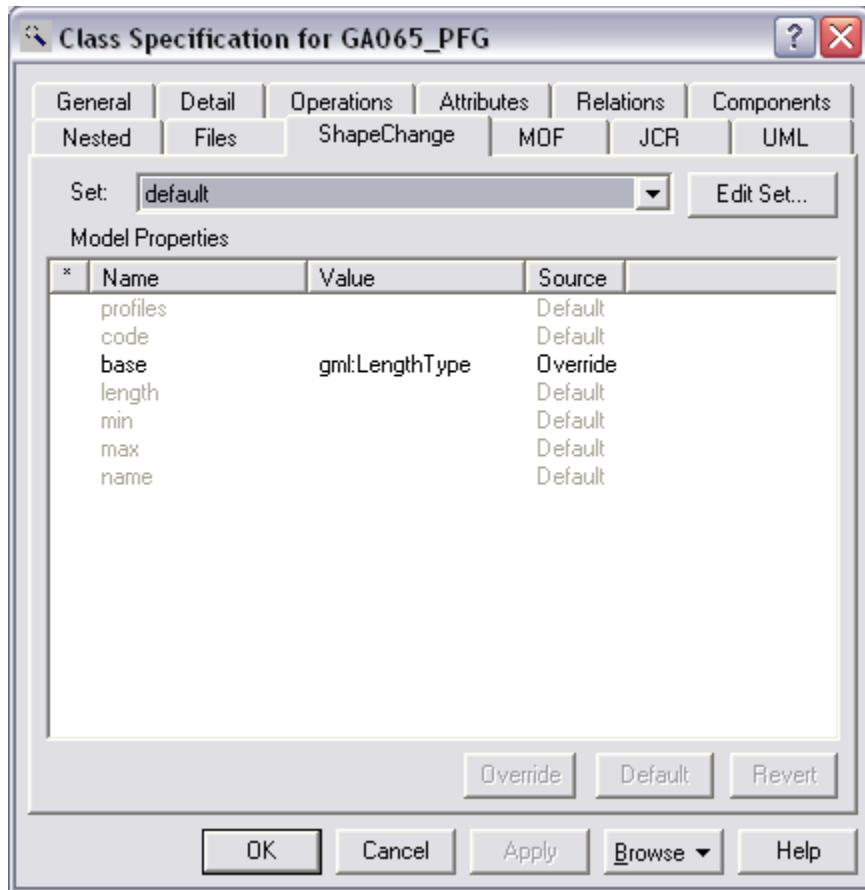 Class Specification for GA065_PFG
General Detail Operations Attributes Relations Components
Nested Files ShapeChange MOF JCR UML
Set: default Edit Set...
Model Properties
* Name Value Source
profiles Default
code Default
base gml:LengthType Override
length Default
min Default
max Default
name Default
Override Default Revert
OK Cancel Apply Browse Help